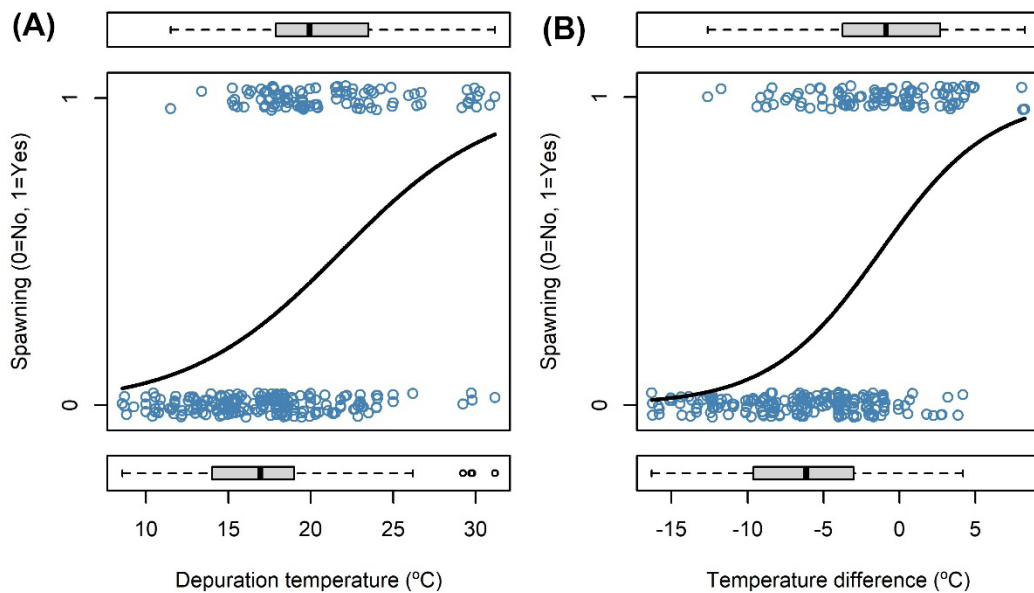 (A)
Spawning (0=No, 1=Yes)
1
0
10 15 20 25 30
Depuration temperature (ºC)
(B)
Spawning (0=No, 1=Yes)
1
0
-15 -10 -5 0 5
Temperature difference (ºC)